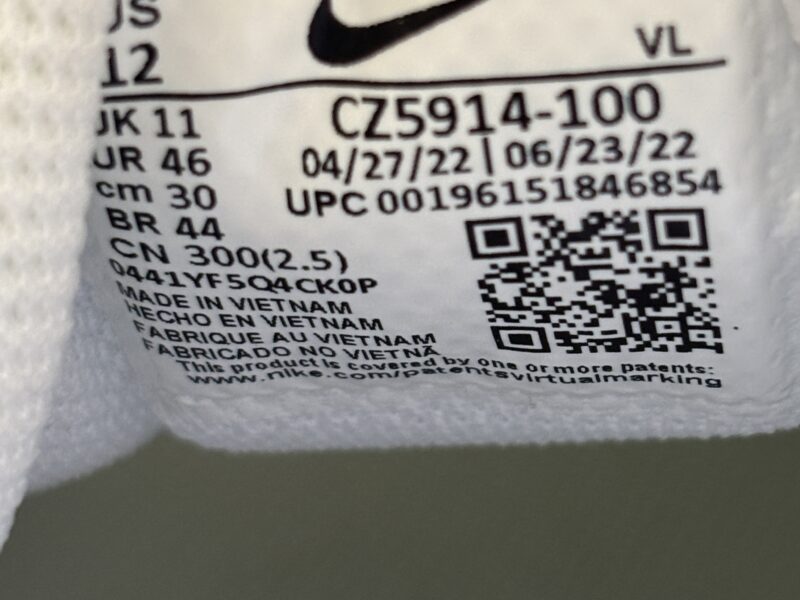 US
12
VL
UK 11
EUR 46
cm 30
BR 44
CN 300(2.5)
0441YF5Q4CK0P
MADE IN VIETNAM
HECHO EN VIETNAM
FABRIQUE AU VIETNAM
FABRICADO NO VIETNÃ
CZ5914-100
04/27/22 | 06/23/22
UPC 00196151846854
This product is covered by one or more patents:
www.nike.com/patentsvirtualmarking